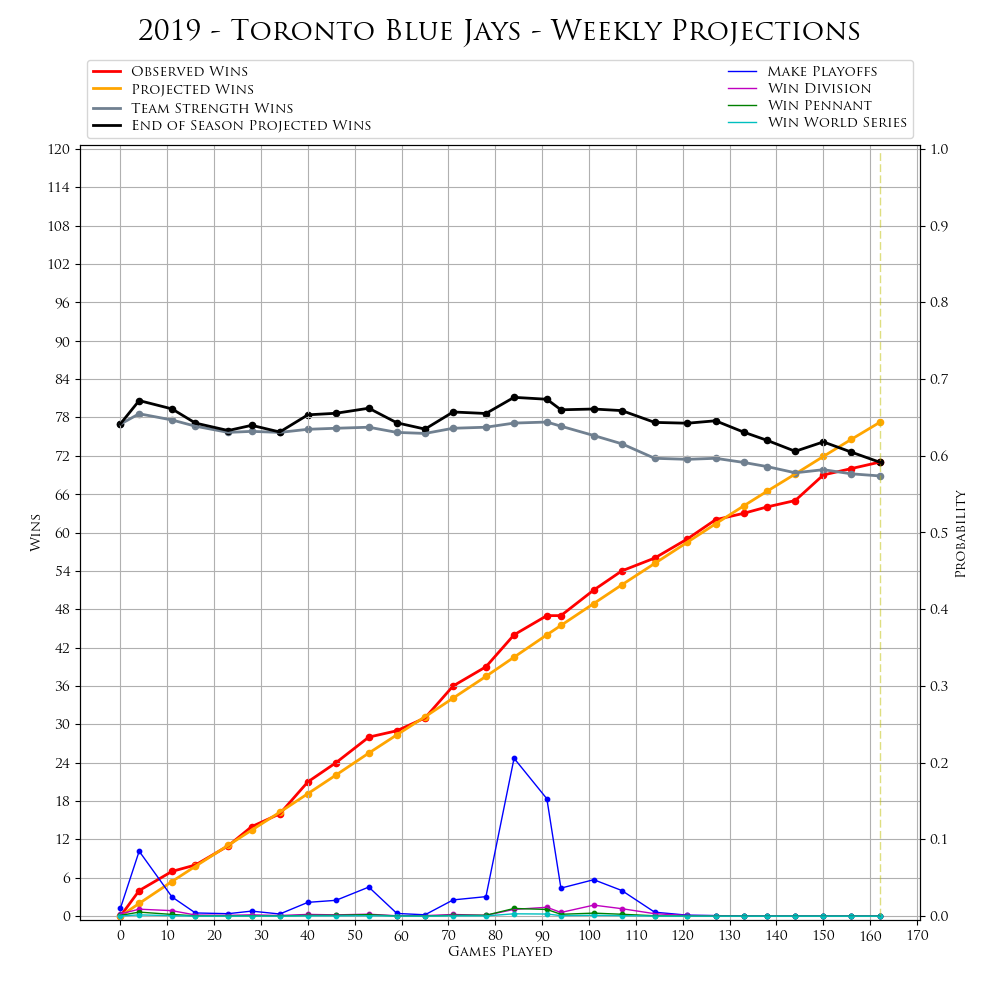 2019 - Toronto Blue Jays - Weekly Projections
Observed Wins
Projected Wins
Team Strength Wins
End of Season Projected Wins
Make Playoffs
Win Division
Win Pennant
Win World Series
120
114
108
102
96
90
84
78
72
66
60
54
48
42
36
30
24
18
12
6
0
Wins
1.0
0.9
0.8
0.7
0.6
0.5
0.4
0.3
0.2
0.1
0.0
Probability
0 10 20 30 40 50 60 70 80 90 100 110 120 130 140 150 160 170
Games Played